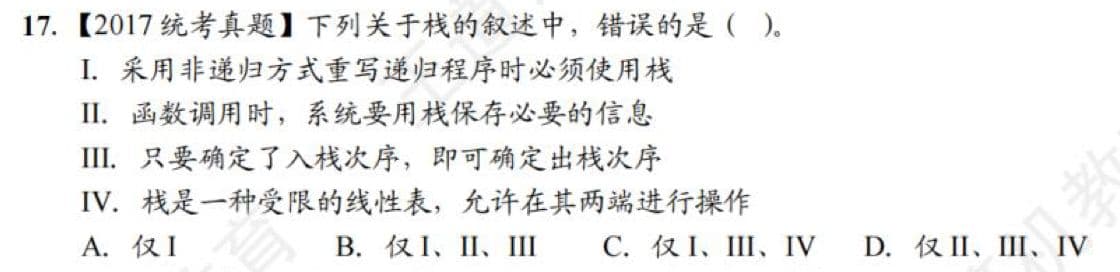 17. 【2017 统考真题】下列关于栈的叙述中，错误的是（ ）。
I. 采用非递归方式重写递归程序时必须使用栈
II. 函数调用时，系统要用栈保存必要的信息
III. 只要确定了入栈次序，即可确定出栈次序
IV. 栈是一种受限的线性表，允许在其两端进行操作
A. 仅 I B. 仅 I、II、III C. 仅 I、III、IV D. 仅 II、III、IV